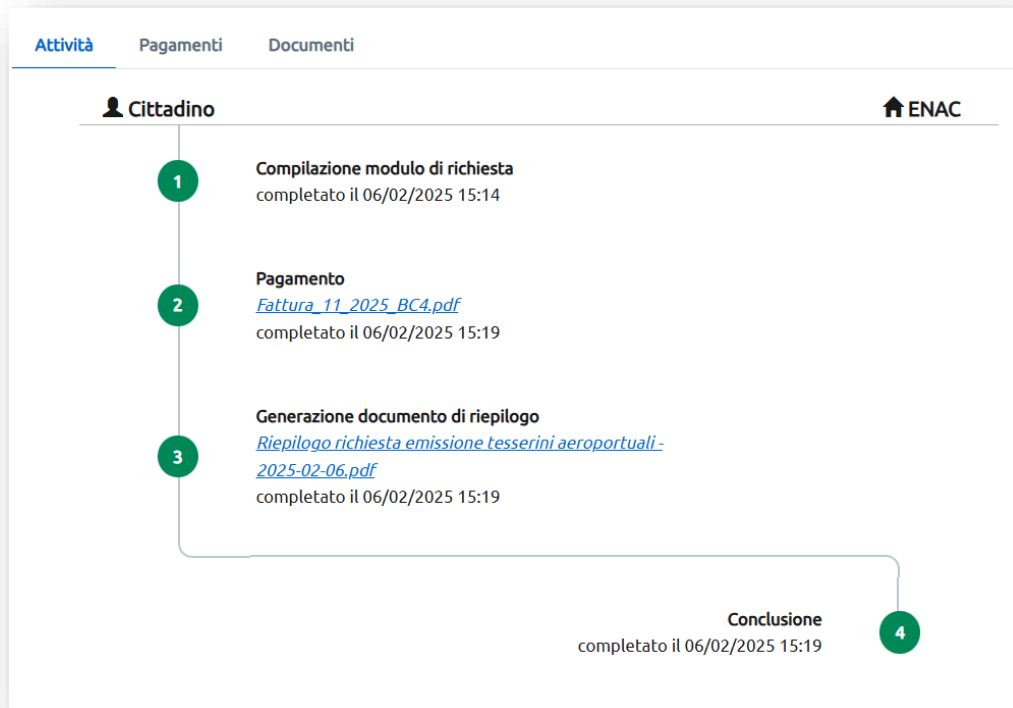 Attività Pagamenti Documenti
Cittadino ENAC
1
Compilazione modulo di richiesta
completato il 06/02/2025 15:14
2
Pagamento
Fattura_11_2025_BC4.pdf
completato il 06/02/2025 15:19
3
Generazione documento di riepilogo
Riepilogo richiesta emissione tesserini aeroportuali -
2025-02-06.pdf
completato il 06/02/2025 15:19
Conclusione
completato il 06/02/2025 15:19
4